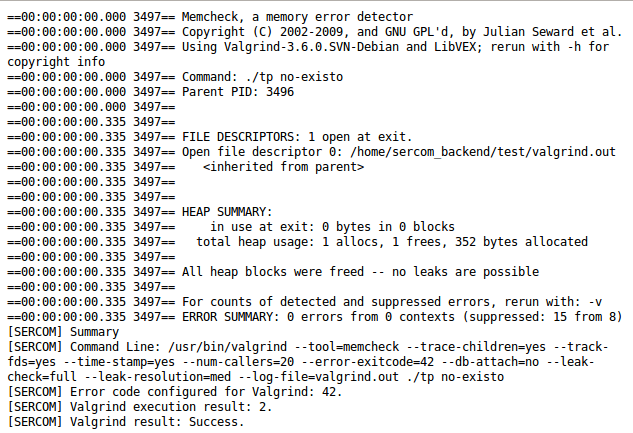 ==00:00:00:00.000 3497== Memcheck, a memory error detector
==00:00:00:00.000 3497== Copyright (C) 2002-2009, and GNU GPL'd, by Julian Seward et al.
==00:00:00:00.000 3497== Using Valgrind-3.6.0.SVN-Debian and LibVEX; rerun with -h for
copyright info
==00:00:00:00.000 3497== Command: ./tp no-existo
==00:00:00:00.000 3497== Parent PID: 3496
==00:00:00:00.000 3497==
==00:00:00:00.335 3497==
==00:00:00:00.335 3497== FILE DESCRIPTORS: 1 open at exit.
==00:00:00:00.335 3497== Open file descriptor 0: /home/sercom_backend/test/valgrind.out
==00:00:00:00.335 3497==    <inherited from parent>
==00:00:00:00.335 3497==
==00:00:00:00.335 3497==
==00:00:00:00.335 3497== HEAP SUMMARY:
==00:00:00:00.335 3497==     in use at exit: 0 bytes in 0 blocks
==00:00:00:00.335 3497==   total heap usage: 1 allocs, 1 frees, 352 bytes allocated
==00:00:00:00.335 3497==
==00:00:00:00.335 3497== All heap blocks were freed -- no leaks are possible
==00:00:00:00.335 3497==
==00:00:00:00.335 3497== For counts of detected and suppressed errors, rerun with: -v
==00:00:00:00.335 3497== ERROR SUMMARY: 0 errors from 0 contexts (suppressed: 15 from 8)
[SERCOM] Summary
[SERCOM] Command Line: /usr/bin/valgrind --tool=memcheck --trace-children=yes --track-
fds=yes --time-stamp=yes --num-callers=20 --error-exitcode=42 --db-attach=no --leak-
check=full --leak-resolution=med --log-file=valgrind.out ./tp no-existo
[SERCOM] Error code configured for Valgrind: 42.
[SERCOM] Valgrind execution result: 2.
[SERCOM] Valgrind result: Success.